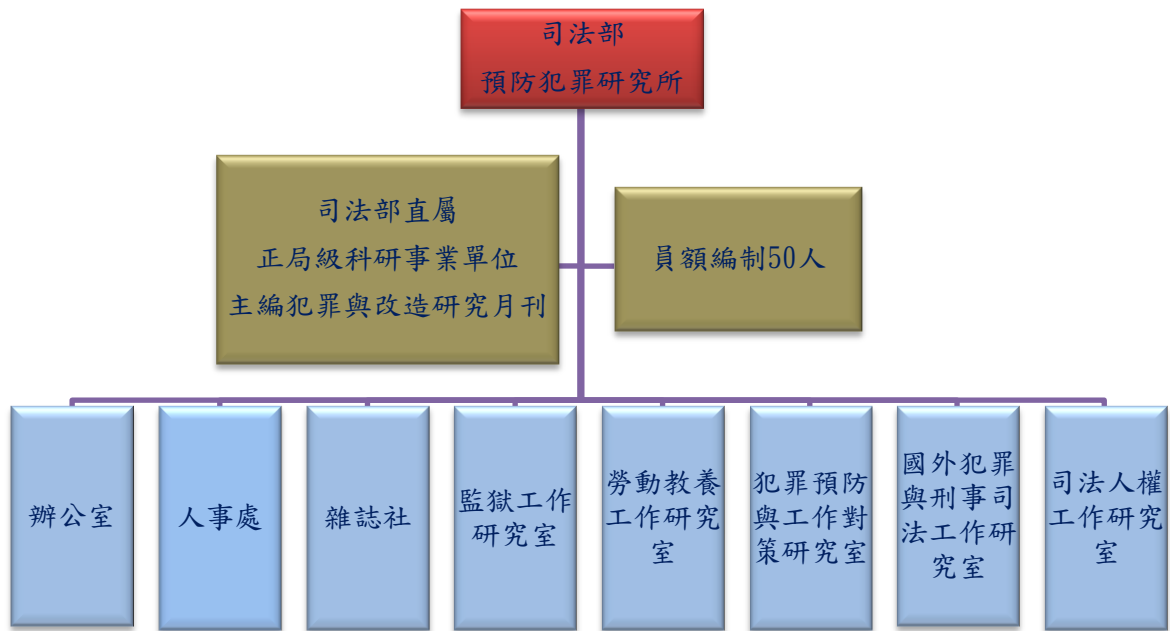 司法部
預防犯罪研究所
司法部直屬
正局級科研事業單位
主編犯罪與改造研究月刊
員額編制50人
辦公室
人事處
雜誌社
監獄工作
研究室
勞動教養
工作研究
室
犯罪預防
與工作對
策研究室
國外犯罪
與刑事司
法工作研
究室
司法人權
工作研究
室